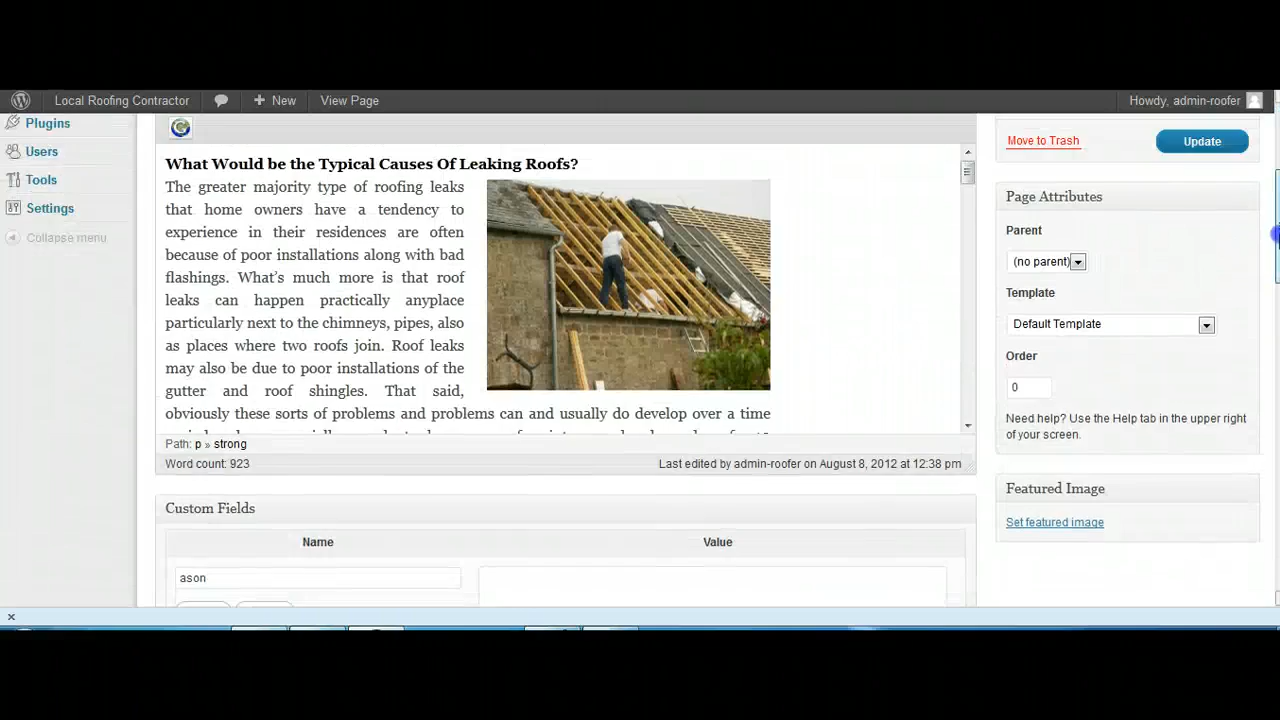 Local Roofing Contractor
New
View Page
Howdy, admin-roofer
Plugins
Users
Tools
Settings
Collapse menu
What Would be the Typical Causes Of Leaking Roofs?
The greater majority type of roofing leaks
that home owners have a tendency to
experience in their residences are often
because of poor installations along with bad
flashings. What's much more is that roof
leaks can happen practically anyplace
particularly next to the chimneys, pipes, also
as places where two roofs join. Roof leaks
may also be due to poor installations of the
gutter and roof shingles. That said,
obviously these sorts of problems and problems can and usually do develop over a time
Path: p » strong
Word count: 923
Last edited by admin-roofer on August 8, 2012 at 12:38 pm
Custom Fields
Name
Value
ason
Move to Trash
Update
Page Attributes
Parent
(no parent)
Template
Default Template
Order
0
Need help? Use the Help tab in the upper right
of your screen.
Featured Image
Set featured image